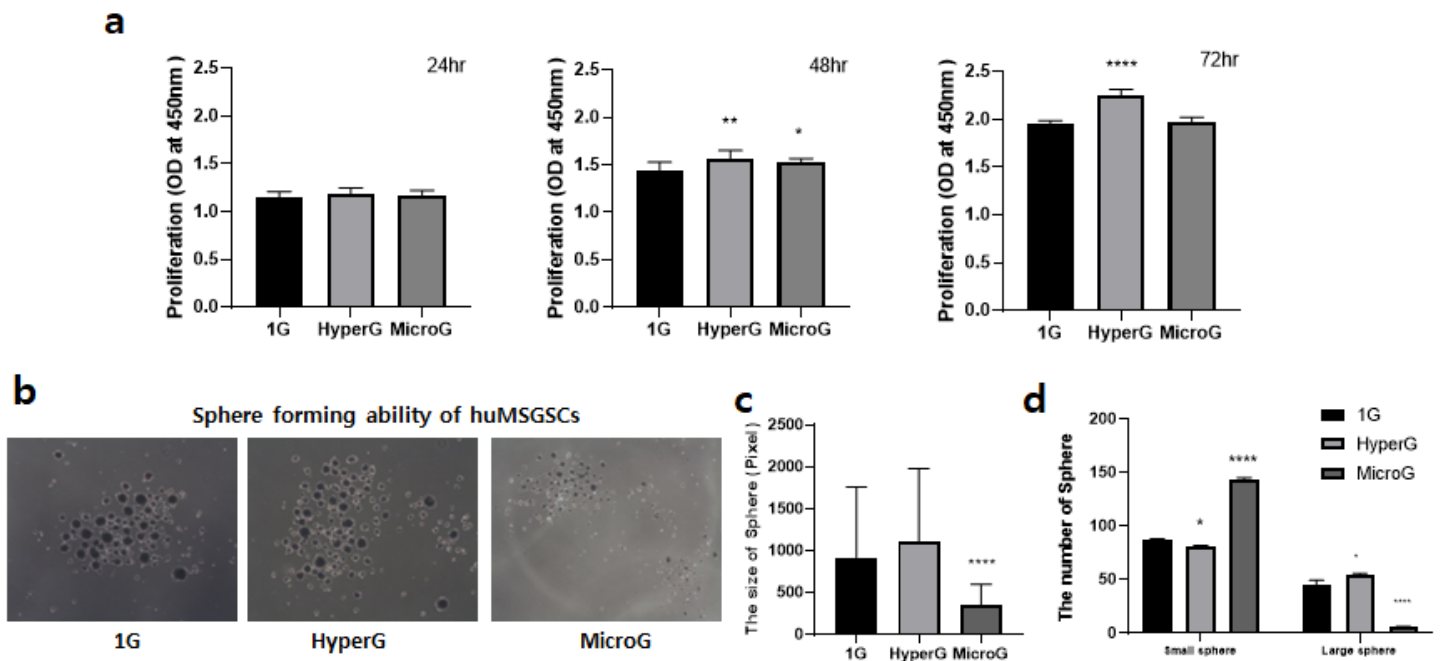 a
Proliferation (OD at 450nm )
2.5
2.0
1.5
1.0
0.5
0.0
24hr
1G HyperG MicroG
Proliferation (OD at 450nm )
2.5
2.0
1.5
1.0
0.5
0.0
48hr
** *
1G HyperG MicroG
Proliferation (OD at 450nm )
2.5
2.0
1.5
1.0
0.5
0.0
72hr
****
1G HyperG MicroG
b
Sphere forming ability of huMSGSCs
1G HyperG MicroG
c
The size of Sphere (Pixel)
2500
2000
1500
1000
500
0
****
1G HyperG MicroG
d
The number of Sphere
200
150
100
50
0
1G
HyperG
MicroG
* ****
* ****
Small sphere Large sphere